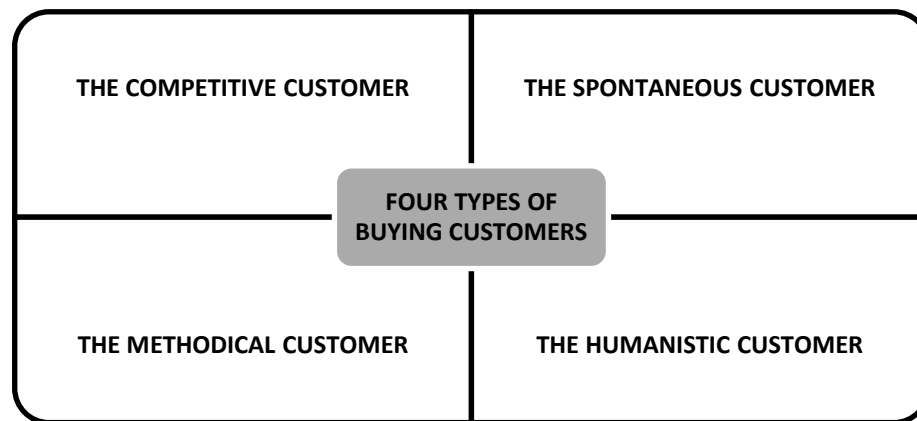 THE COMPETITIVE CUSTOMER
THE SPONTANEOUS CUSTOMER
FOUR TYPES OF
BUYING CUSTOMERS
THE METHODICAL CUSTOMER
THE HUMANISTIC CUSTOMER